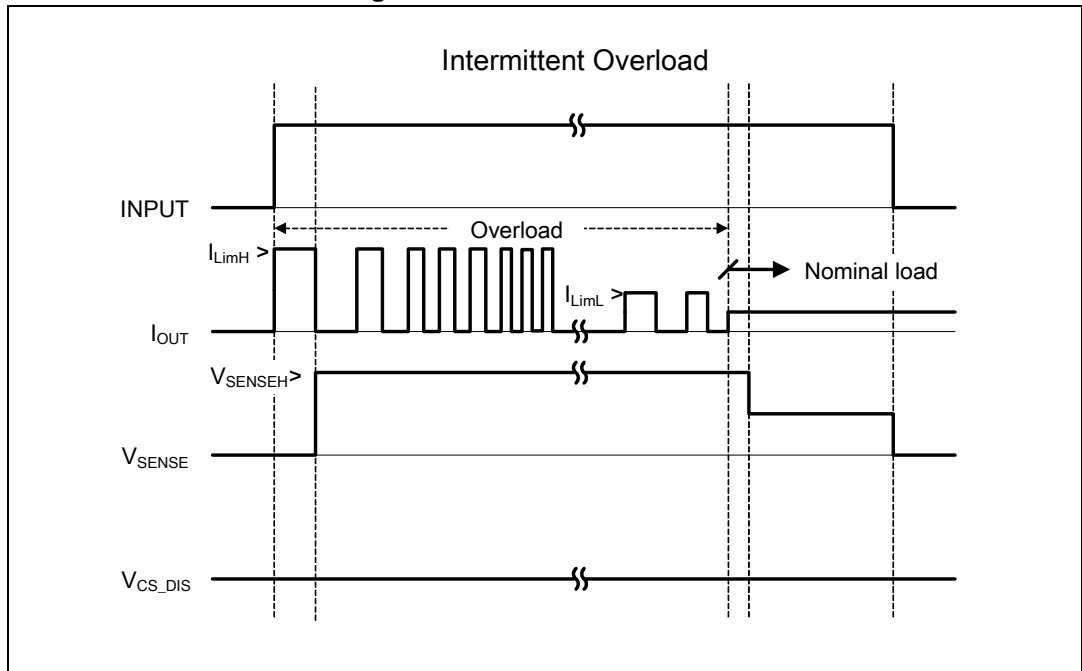 Intermittent Overload
INPUT
Overload
I_LimH >
Nominal load
I_LimL >
I_OUT
V_SENSEH>
V_SENSE
V_CS_DIS